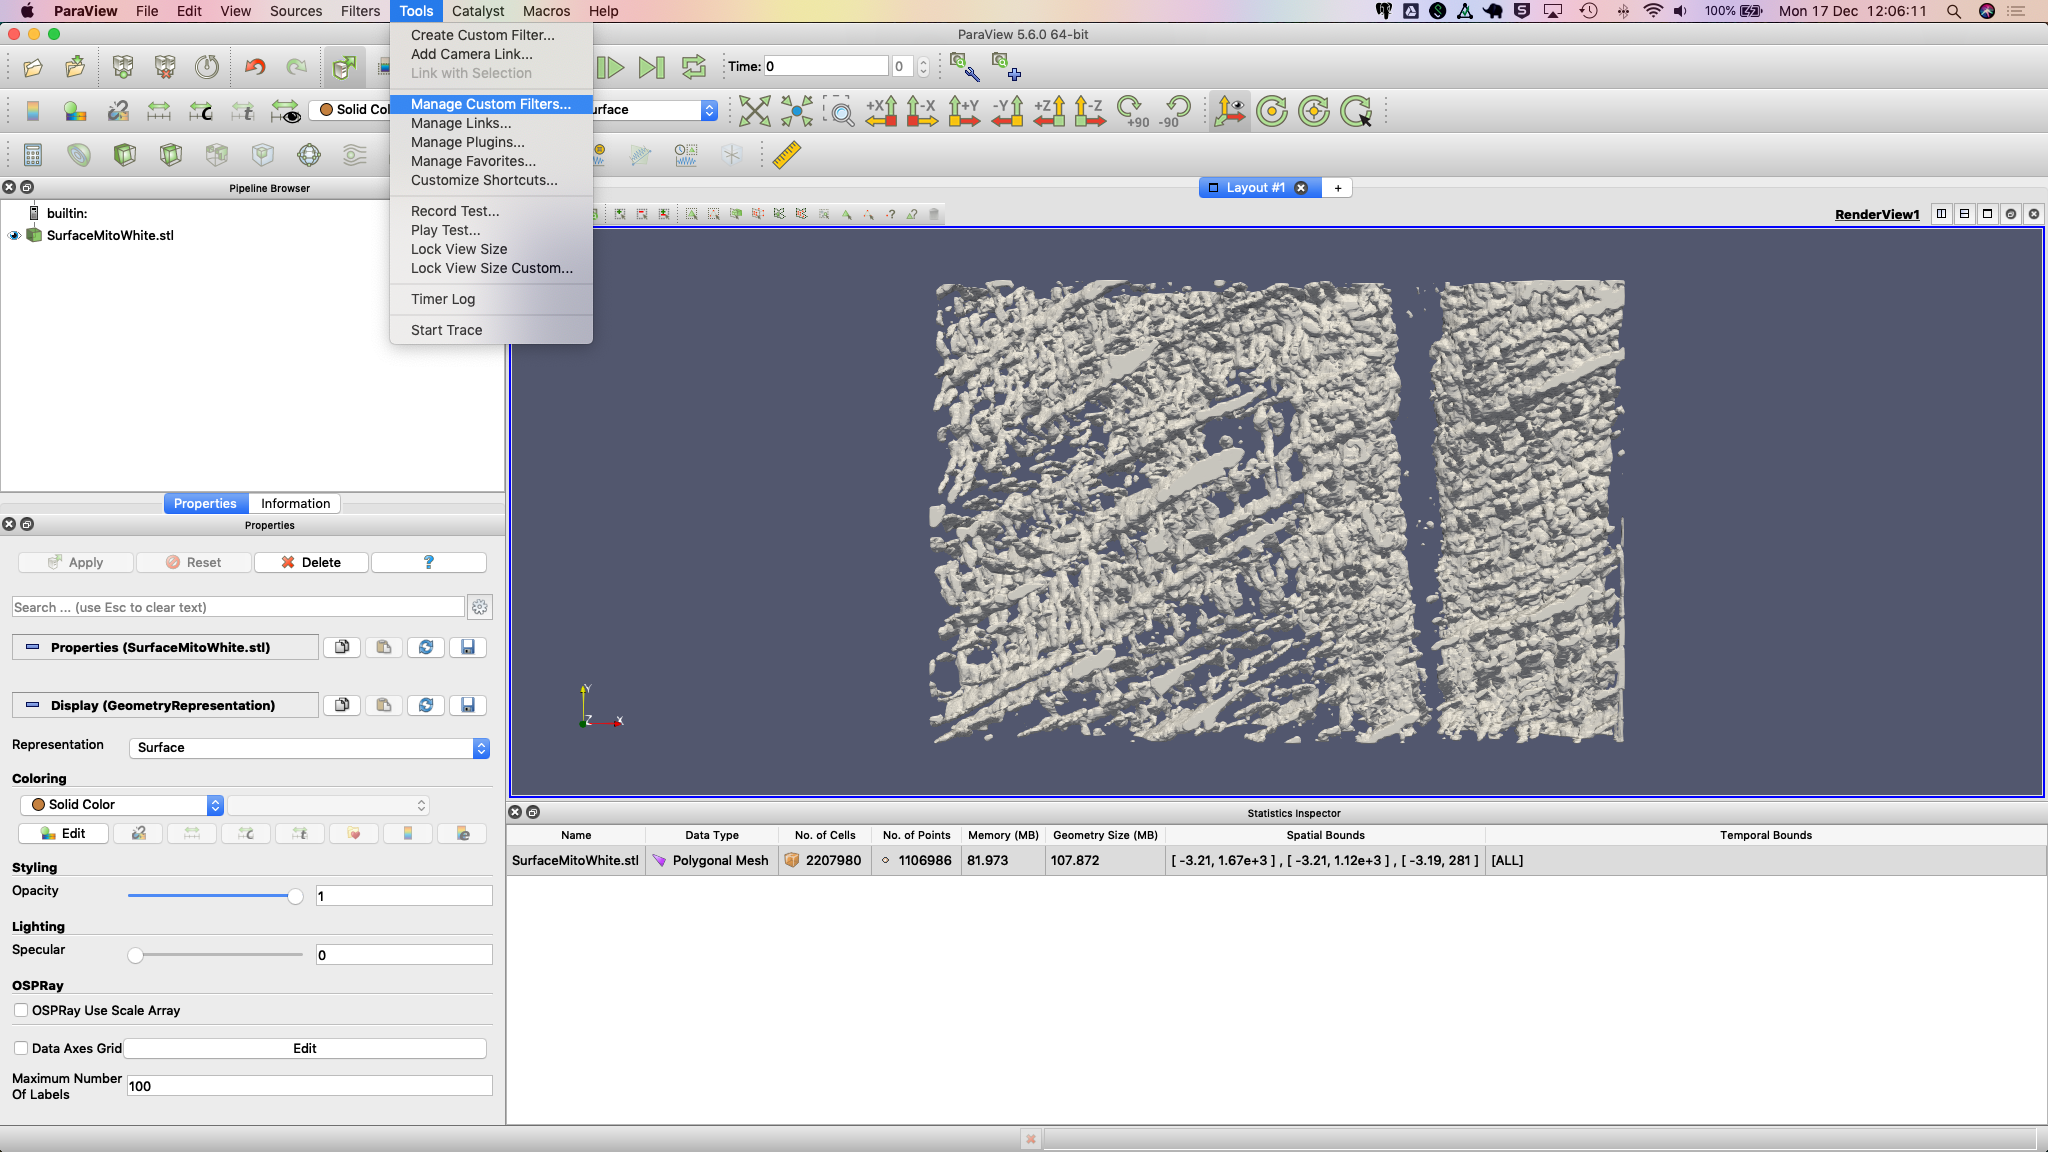 ParaView File Edit View Sources Filters Tools Catalyst Macros Help 100% Mon 17 Dec 12:06:11
ParaView 5.6.0 64-bit
Create Custom Filter...
Add Camera Link...
Link with Selection
Manage Custom Filters...
Manage Links...
Manage Plugins...
Manage Favorites...
Customize Shortcuts...
Record Test...
Play Test...
Lock View Size
Lock View Size Custom...
Timer Log
Start Trace
Time: 0 0
Solid Col urface +X -X +Y -Y +Z -Z +90 -90
Pipeline Browser
builtin:
SurfaceMitoWhite.stl
Layout #1 +
RenderView1
Properties Information
Properties
Apply Reset Delete ?
Search ... (use Esc to clear text)
Properties (SurfaceMitoWhite.stl)
Display (GeometryRepresentation)
Representation Surface
Coloring
Solid Color
Edit
Styling
Opacity 1
Lighting
Specular 0
OSPRay
OSPRay Use Scale Array
Data Axes Grid Edit
Maximum Number
Of Labels 100
Y
Z X
Statistics Inspector
Name Data Type No. of Cells No. of Points Memory (MB) Geometry Size (MB) Spatial Bounds Temporal Bounds
SurfaceMitoWhite.stl Polygonal Mesh 2207980 1106986 81.973 107.872 [ -3.21, 1.67e+3 ] , [ -3.21, 1.12e+3 ] , [ -3.19, 281 ] [ALL]